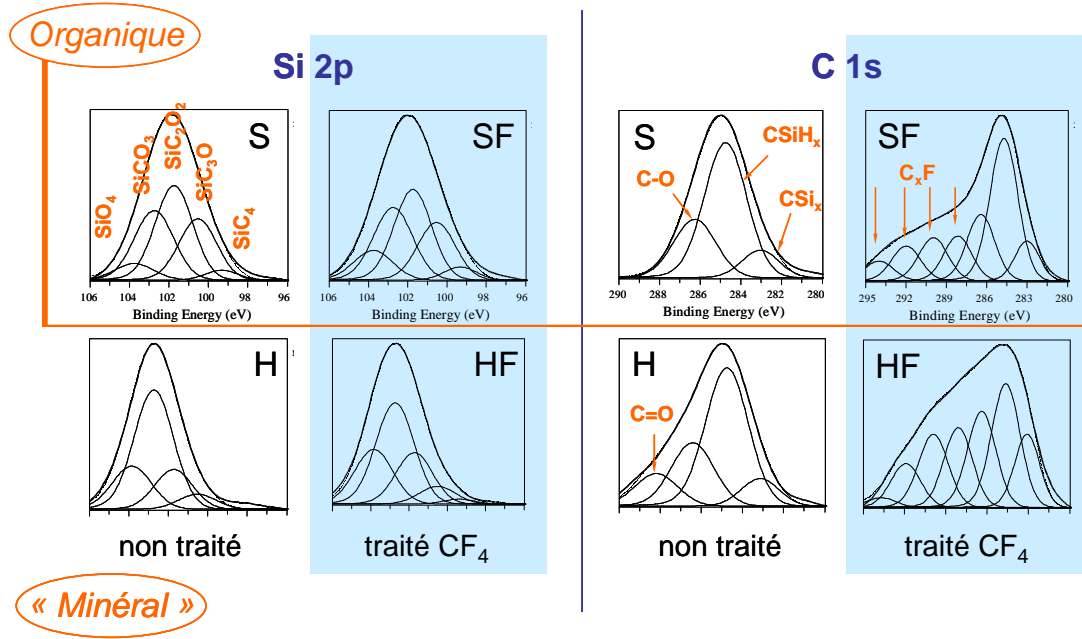 Organique
Si 2p
C 1s
S
SiO4
SiCO3
SiC2O2
SiC3O
SiC4
106 104 102 100 98 96
Binding Energy (eV)
SF
106 104 102 100 98 96
Binding Energy (eV)
S
C-O
CSiHx
CSix
290 288 286 284 282 280
Binding Energy (eV)
SF
CxF
295 292 289 286 283 280
Binding Energy (eV)
H
HF
H
C=O
HF
non traité
traité CF4
non traité
traité CF4
« Minéral »